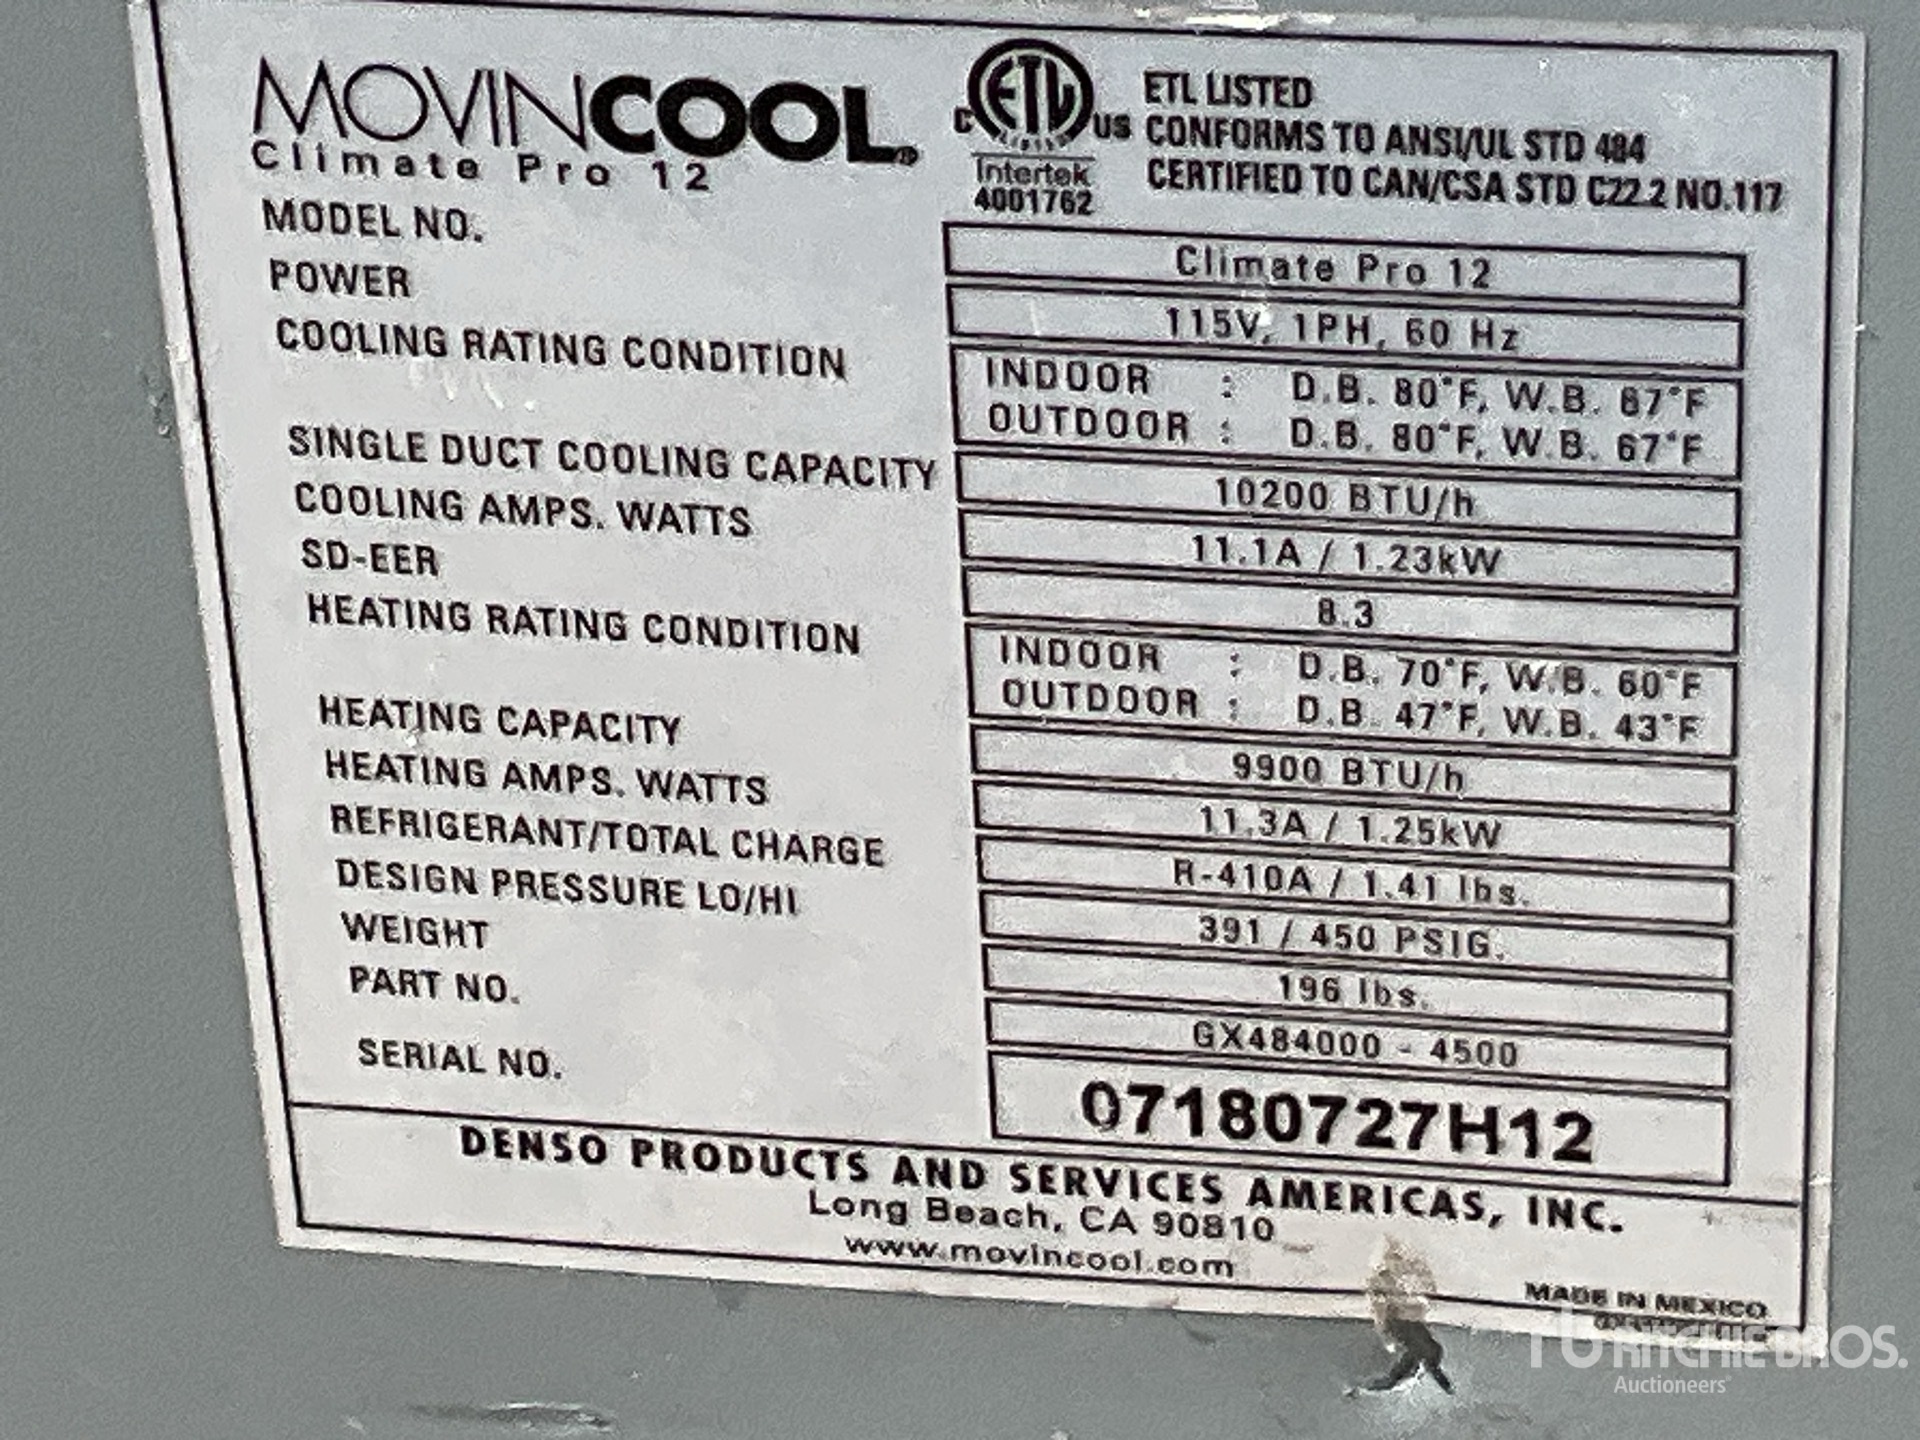 MOVINCOOL®
Climate Pro 12
C ETL US
Intertek
4001762
ETL LISTED
CONFORMS TO ANSI/UL STD 484
CERTIFIED TO CAN/CSA STD C22.2 NO.117
MODEL NO. Climate Pro 12
POWER 115V, 1PH, 60 Hz
COOLING RATING CONDITION INDOOR : D.B. 80°F, W.B. 67°F
OUTDOOR : D.B. 80°F, W.B. 67°F
SINGLE DUCT COOLING CAPACITY 10200 BTU/h
COOLING AMPS. WATTS 11.1A / 1.23kW
SD-EER 8.3
HEATING RATING CONDITION INDOOR : D.B. 70°F, W.B. 60°F
OUTDOOR : D.B. 47°F, W.B. 43°F
HEATING CAPACITY 9900 BTU/h
HEATING AMPS. WATTS 11.3A / 1.25kW
REFRIGERANT/TOTAL CHARGE R-410A / 1.41 lbs.
DESIGN PRESSURE LO/HI 391 / 450 PSIG.
WEIGHT 196 lbs.
PART NO. GX484000 - 4500
SERIAL NO. 07180727H12
DENSO PRODUCTS AND SERVICES AMERICAS, INC.
Long Beach, CA 90810
www.movincool.com
MADE IN MEXICO
RITCHIE BROS.
Auctioneers